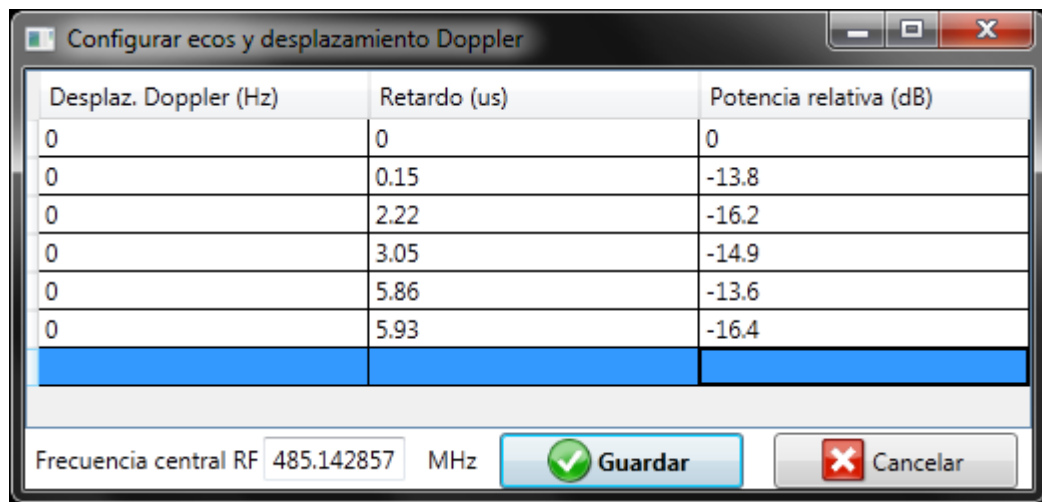 Configurar ecos y desplazamiento Doppler
Desplaz. Doppler (Hz) Retardo (us) Potencia relativa (dB)
0 0 0
0 0.15 -13.8
0 2.22 -16.2
0 3.05 -14.9
0 5.86 -13.6
0 5.93 -16.4
Frecuencia central RF 485.142857 MHz Guardar Cancelar